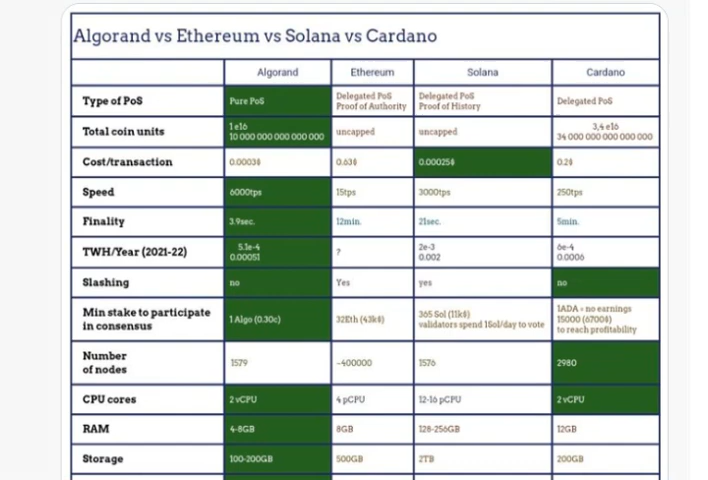 Algorand vs Ethereum vs Solana vs Cardano
Algorand Ethereum Solana Cardano
Type of PoS Pure PoS Delegated PoS Proof of Authority Delegated PoS Proof of History Delegated PoS
Total coin units 1 e16 10 000 000 000 000 000 uncapped uncapped 3,4 e16 34 000 000 000 000 000
Cost/transaction 0.0003$ 0.63$ 0.00025$ 0.2$
Speed 6000tps 15tps 3000tps 250tps
Finality 3.9sec. 12min. 21sec. 5min.
TWH/Year (2021-22) 5.1e-4 0.00051 ? 2e-3 0.002 6e-4 0.0006
Slashing no Yes yes no
Min stake to participate in consensus 1 Algo (0.30c) 32Eth (43k$) 365 Sol (11k$) validators spend 1Sol/day to vote 1ADA = no earnings 15000 (6700$) to reach profitability
Number of nodes 1579 ~400000 1576 2980
CPU cores 2 vCPU 4 pCPU 12-16 pCPU 2 vCPU
RAM 4-8GB 8GB 128-256GB 12GB
Storage 100-200GB 500GB 2TB 200GB